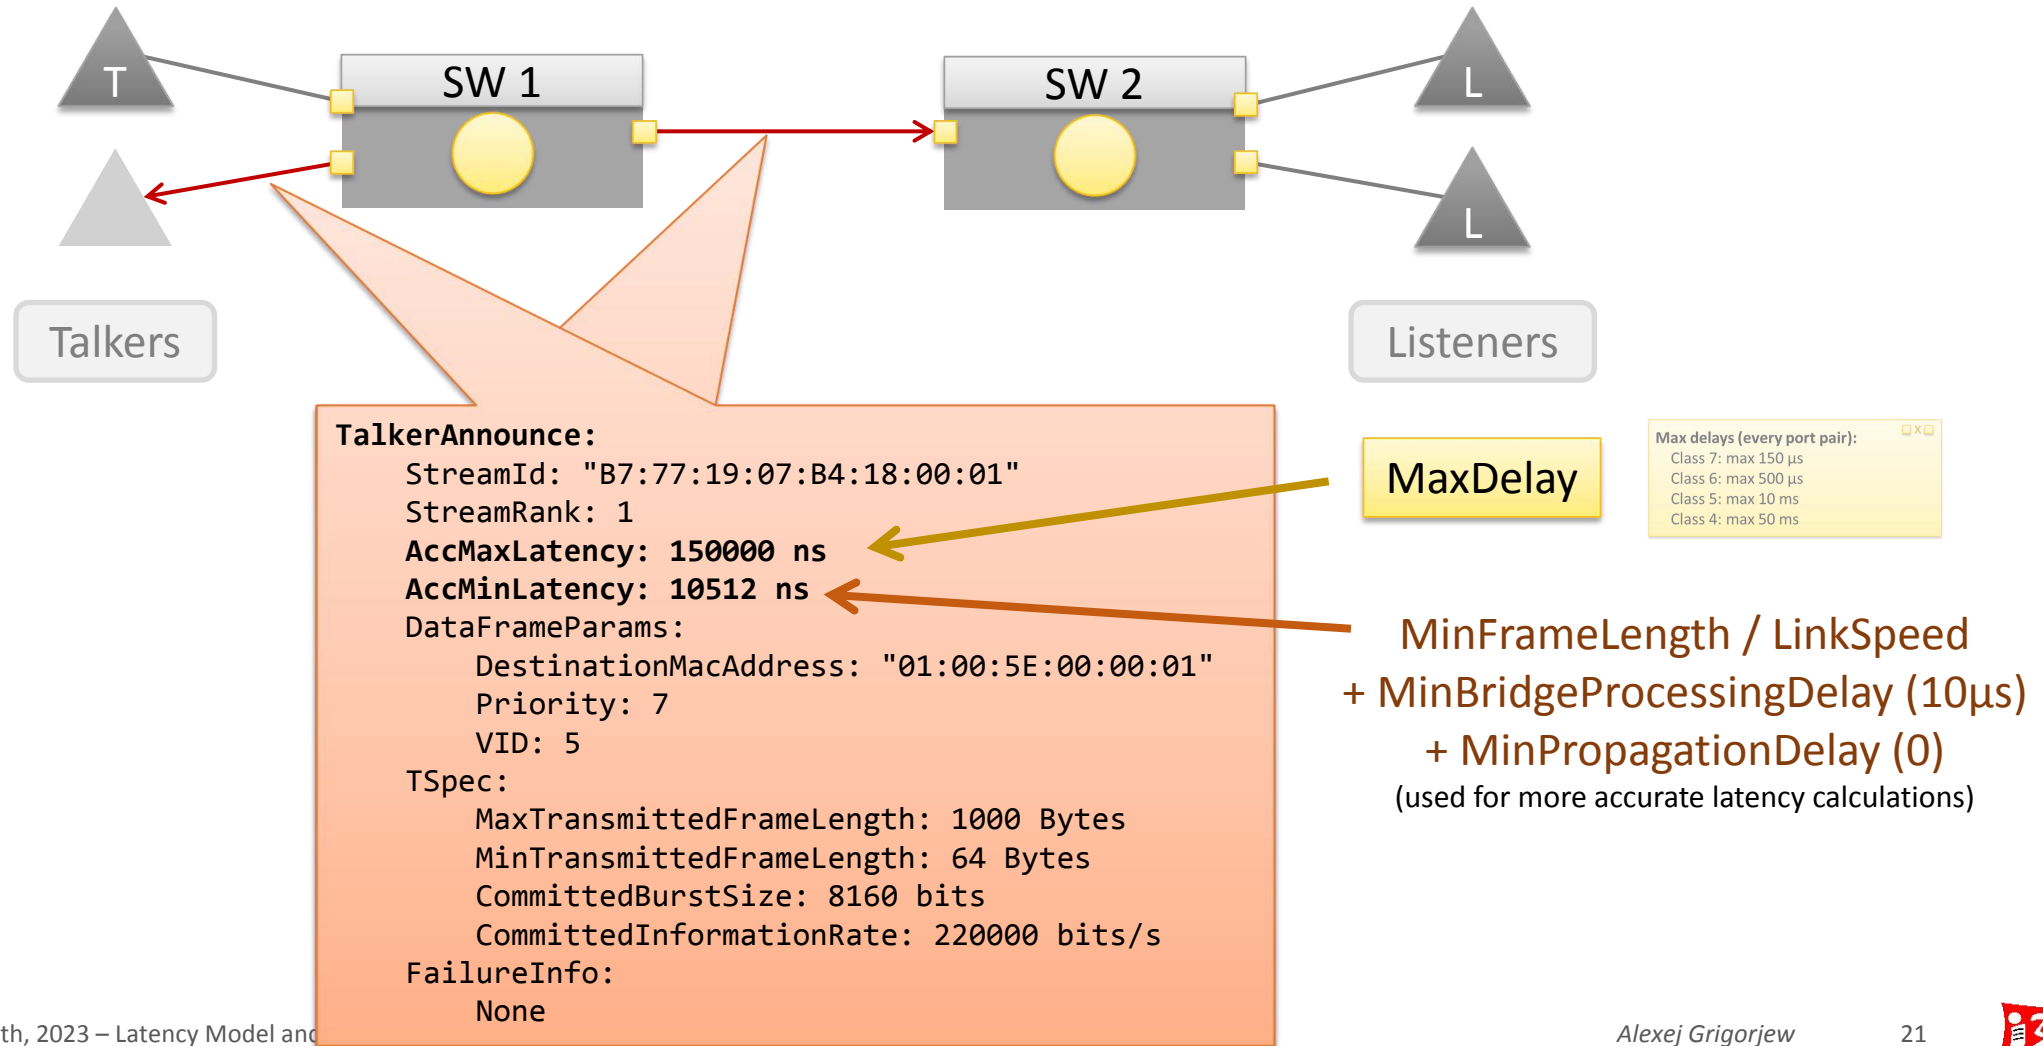 T
SW 1
SW 2
L
L
Talkers
Listeners
TalkerAnnounce:
StreamId: "B7:77:19:07:B4:18:00:01"
StreamRank: 1
AccMaxLatency: 150000 ns
AccMinLatency: 10512 ns
DataFrameParams:
DestinationMacAddress: "01:00:5E:00:00:01"
Priority: 7
VID: 5
TSpec:
MaxTransmittedFrameLength: 1000 Bytes
MinTransmittedFrameLength: 64 Bytes
CommittedBurstSize: 8160 bits
CommittedInformationRate: 220000 bits/s
FailureInfo:
None
MaxDelay
Max delays (every port pair):
Class 7: max 150 µs
Class 6: max 500 µs
Class 5: max 10 ms
Class 4: max 50 ms
MinFrameLength / LinkSpeed
+ MinBridgeProcessingDelay (10µs)
+ MinPropagationDelay (0)
(used for more accurate latency calculations)
th, 2023 – Latency Model and
Alexej Grigorjew
21